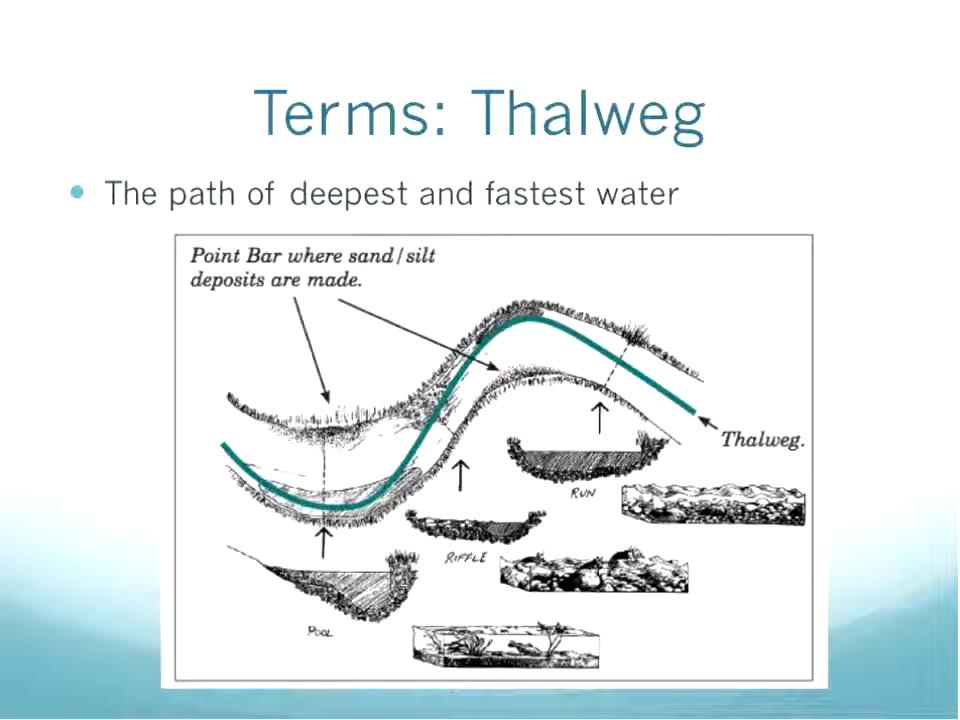 Terms: Thalweg
The path of deepest and fastest water
Point Bar where sand/silt
deposits are made.
Thalweg.
RUN
RIFFLE
POOL